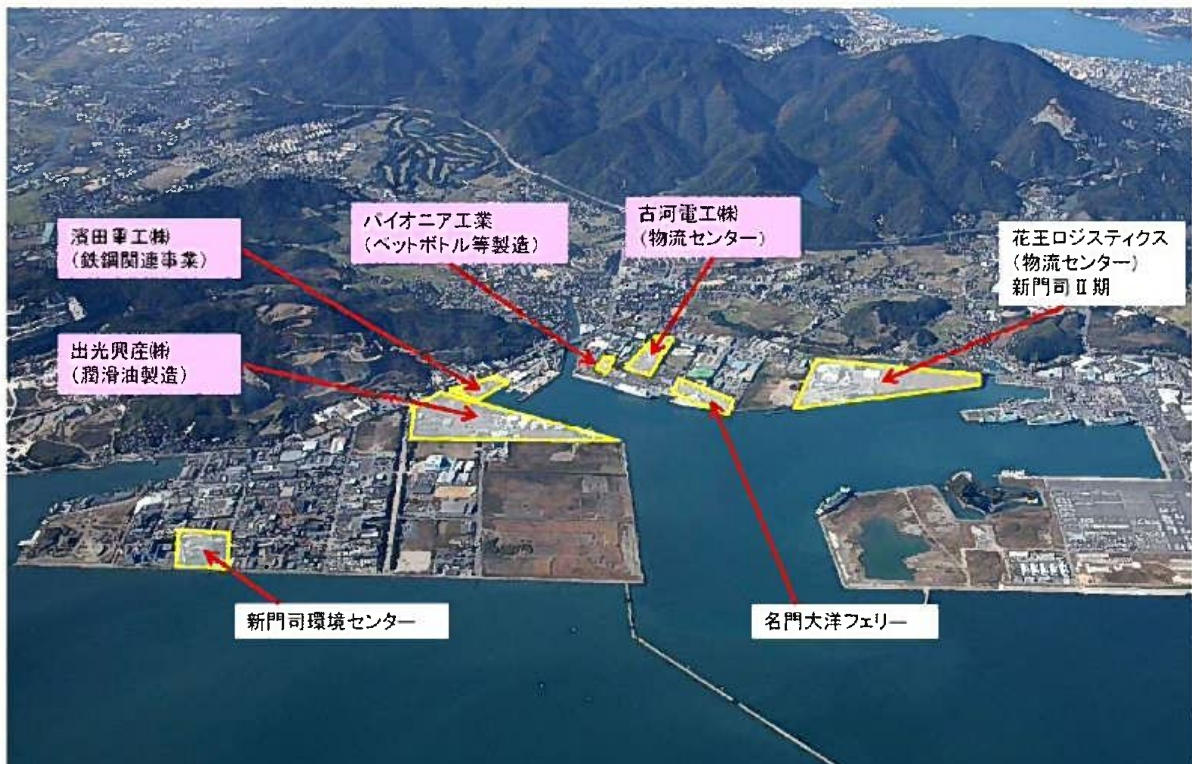 古河電工㈱
(物流センター)
パイオニア工業
(ペットボトル等製造)
濱田重工㈱
(鉄鋼関連事業)
花王ロジスティクス
(物流センター)
新門司Ⅱ期
出光興産㈱
(潤滑油製造)
新門司環境センター
名門大洋フェリー